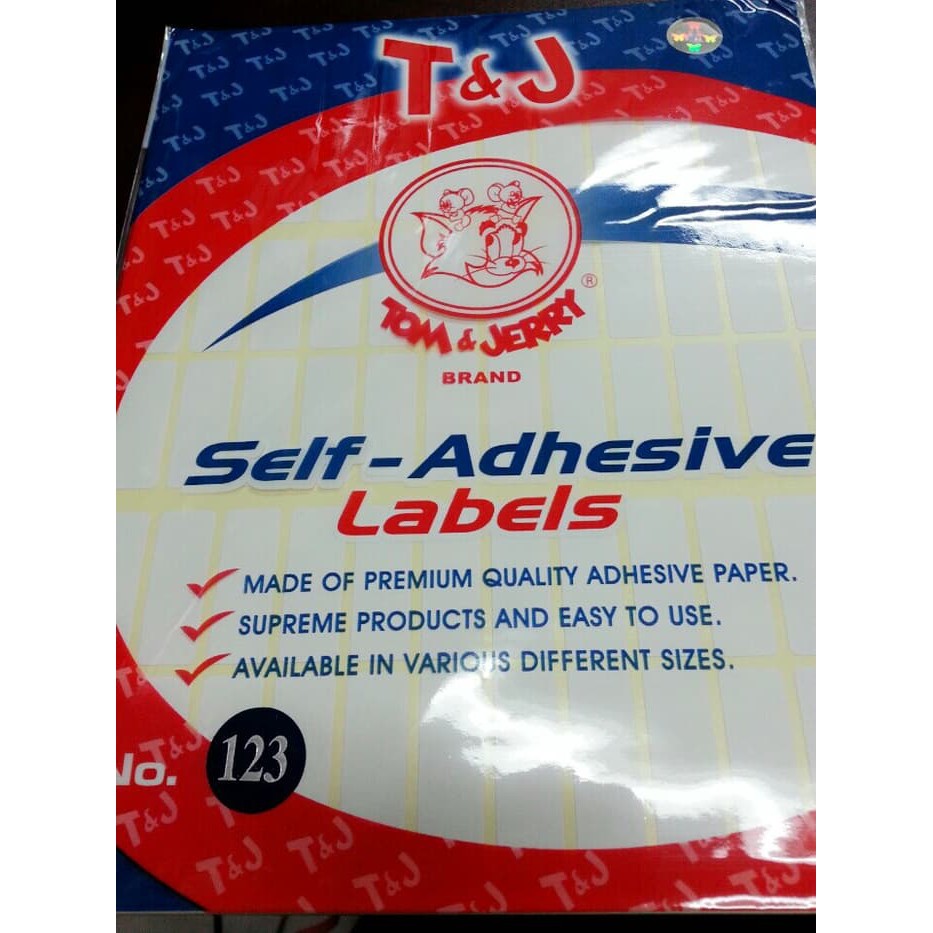 T&J
TOM & JERRY ®
BRAND
Self-Adhesive
Labels
MADE OF PREMIUM QUALITY ADHESIVE PAPER.
SUPREME PRODUCTS AND EASY TO USE.
AVAILABLE IN VARIOUS DIFFERENT SIZES.
No. 123